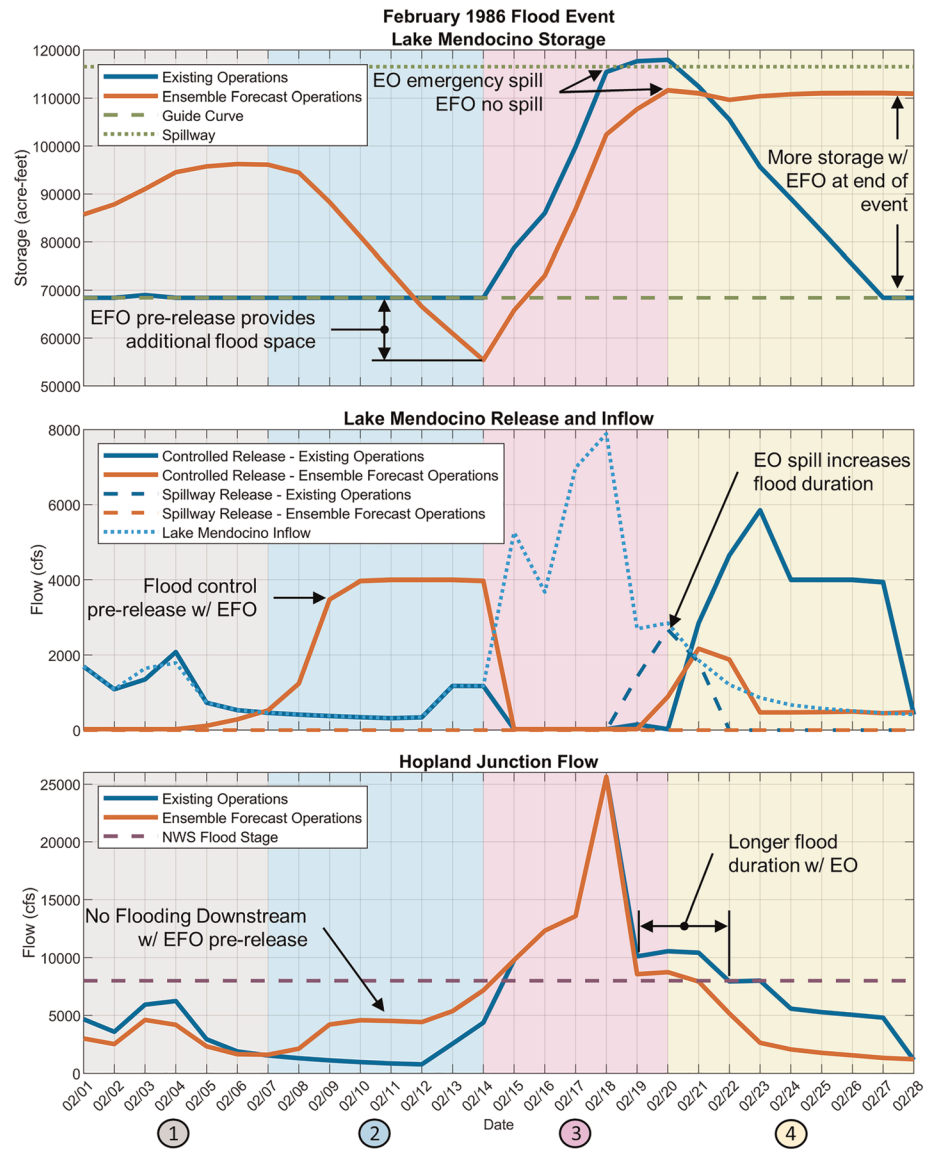 February 1986 Flood Event
Lake Mendocino Storage
120000
110000
100000
90000
80000
70000
60000
50000
Storage (acre-feet)
Existing Operations
Ensemble Forecast Operations
Guide Curve
Spillway
EO emergency spill
EFO no spill
More storage w/
EFO at end of
event
EFO pre-release provides
additional flood space
Lake Mendocino Release and Inflow
8000
6000
4000
2000
0
Flow (cfs)
Controlled Release - Existing Operations
Controlled Release - Ensemble Forecast Operations
Spillway Release - Existing Operations
Spillway Release - Ensemble Forecast Operations
Lake Mendocino Inflow
EO spill increases
flood duration
Flood control
pre-release w/ EFO
Hopland Junction Flow
25000
20000
15000
10000
5000
0
Flow (cfs)
Existing Operations
Ensemble Forecast Operations
NWS Flood Stage
Longer flood
duration w/ EO
No Flooding Downstream
w/ EFO pre-release
02/01 02/02 02/03 02/04 02/05 02/06 02/07 02/08 02/09 02/10 02/11 02/12 02/13 02/14 02/15 02/16 02/17 02/18 02/19 02/20 02/21 02/22 02/23 02/24 02/25 02/26 02/27 02/28
Date
1 2 3 4